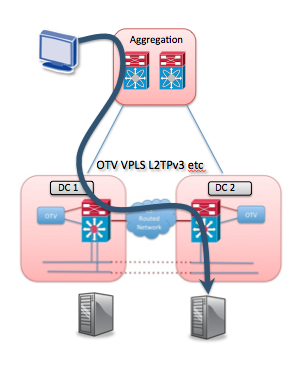 Aggregation
OTV VPLS L2TPv3 etc
DC 1
DC 2
OTV
Routed
Network
OTV